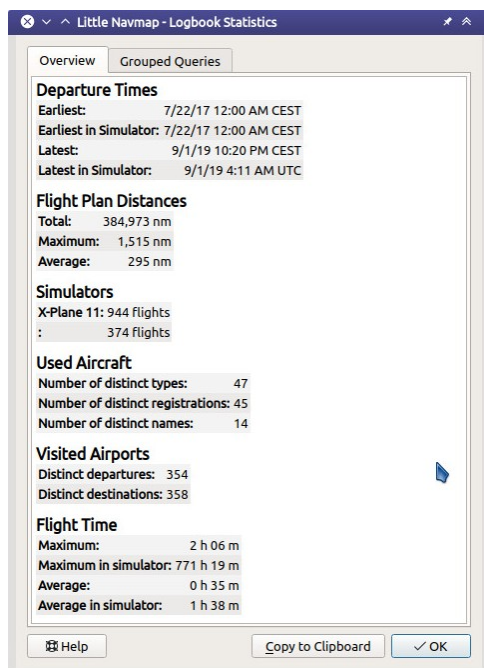 Little Navmap - Logbook Statistics
Overview Grouped Queries
Departure Times
Earliest: 7/22/17 12:00 AM CEST
Earliest in Simulator: 7/22/17 12:00 AM CEST
Latest: 9/1/19 10:20 PM CEST
Latest in Simulator: 9/1/19 4:11 AM UTC
Flight Plan Distances
Total: 384,973 nm
Maximum: 1,515 nm
Average: 295 nm
Simulators
X-Plane 11: 944 flights
: 374 flights
Used Aircraft
Number of distinct types: 47
Number of distinct registrations: 45
Number of distinct names: 14
Visited Airports
Distinct departures: 354
Distinct destinations: 358
Flight Time
Maximum: 2 h 06 m
Maximum in simulator: 771 h 19 m
Average: 0 h 35 m
Average in simulator: 1 h 38 m
Help Copy to Clipboard OK